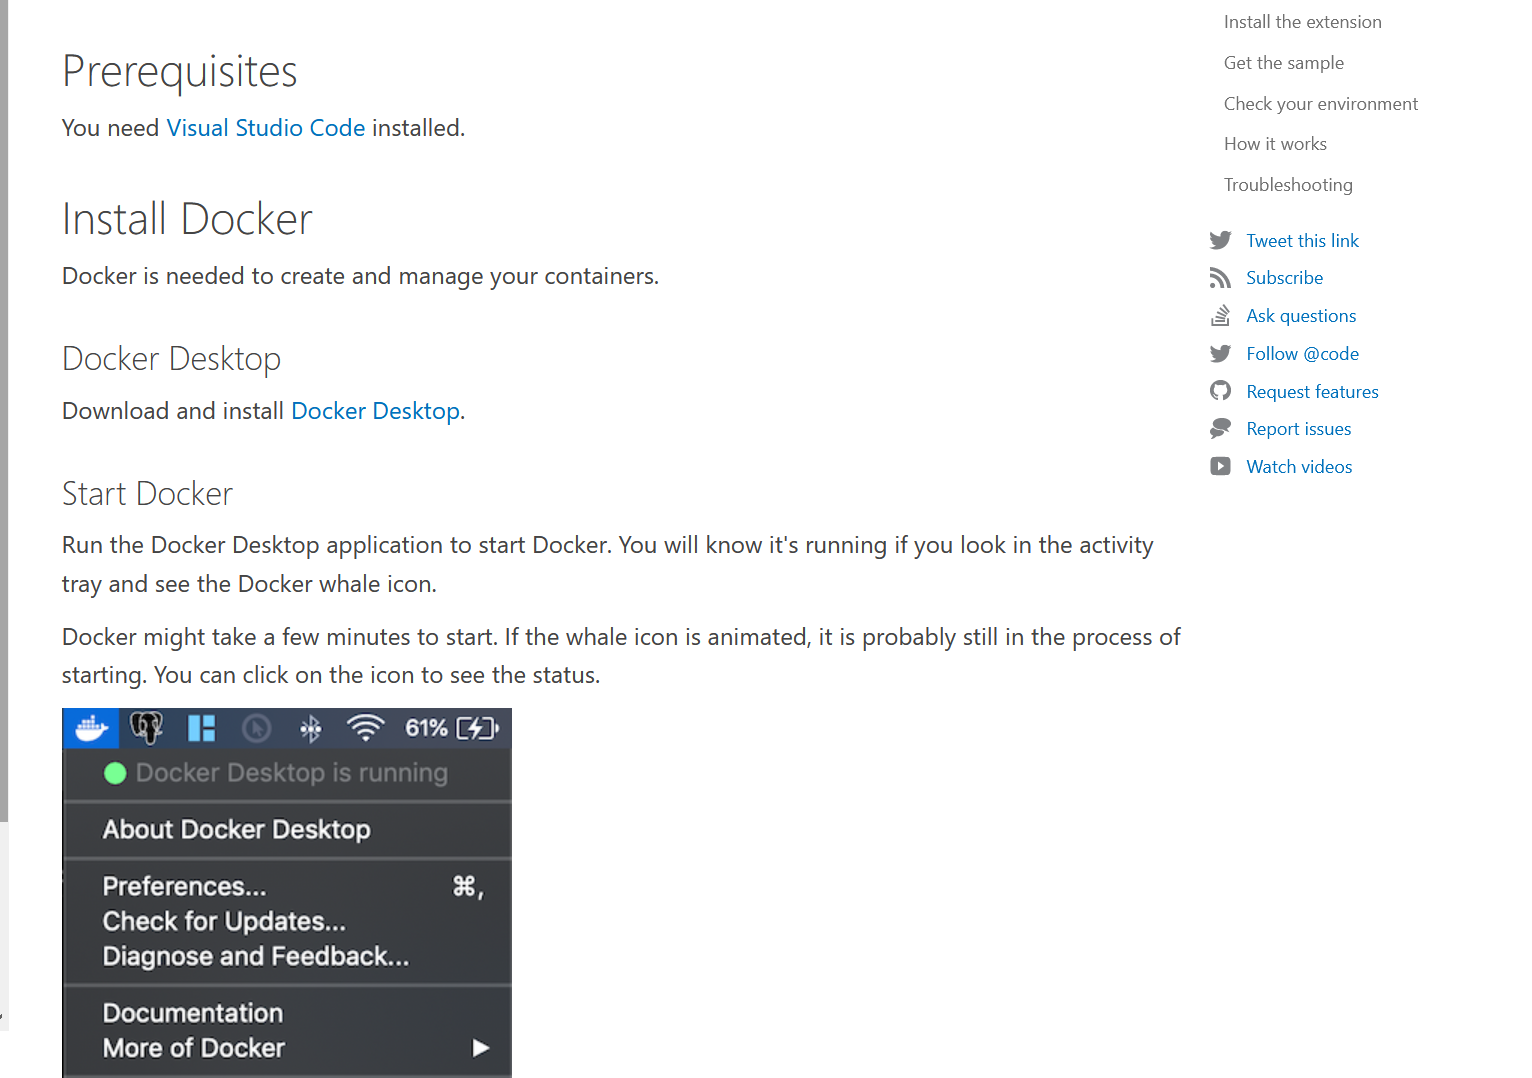 Prerequisites
You need Visual Studio Code installed.
Install Docker
Docker is needed to create and manage your containers.
Docker Desktop
Download and install Docker Desktop.
Start Docker
Run the Docker Desktop application to start Docker. You will know it's running if you look in the activity
tray and see the Docker whale icon.
Docker might take a few minutes to start. If the whale icon is animated, it is probably still in the process of
starting. You can click on the icon to see the status.
61%
Docker Desktop is running
About Docker Desktop
Preferences... ⌘,
Check for Updates...
Diagnose and Feedback...
Documentation
More of Docker
Install the extension
Get the sample
Check your environment
How it works
Troubleshooting
Tweet this link
Subscribe
Ask questions
Follow @code
Request features
Report issues
Watch videos